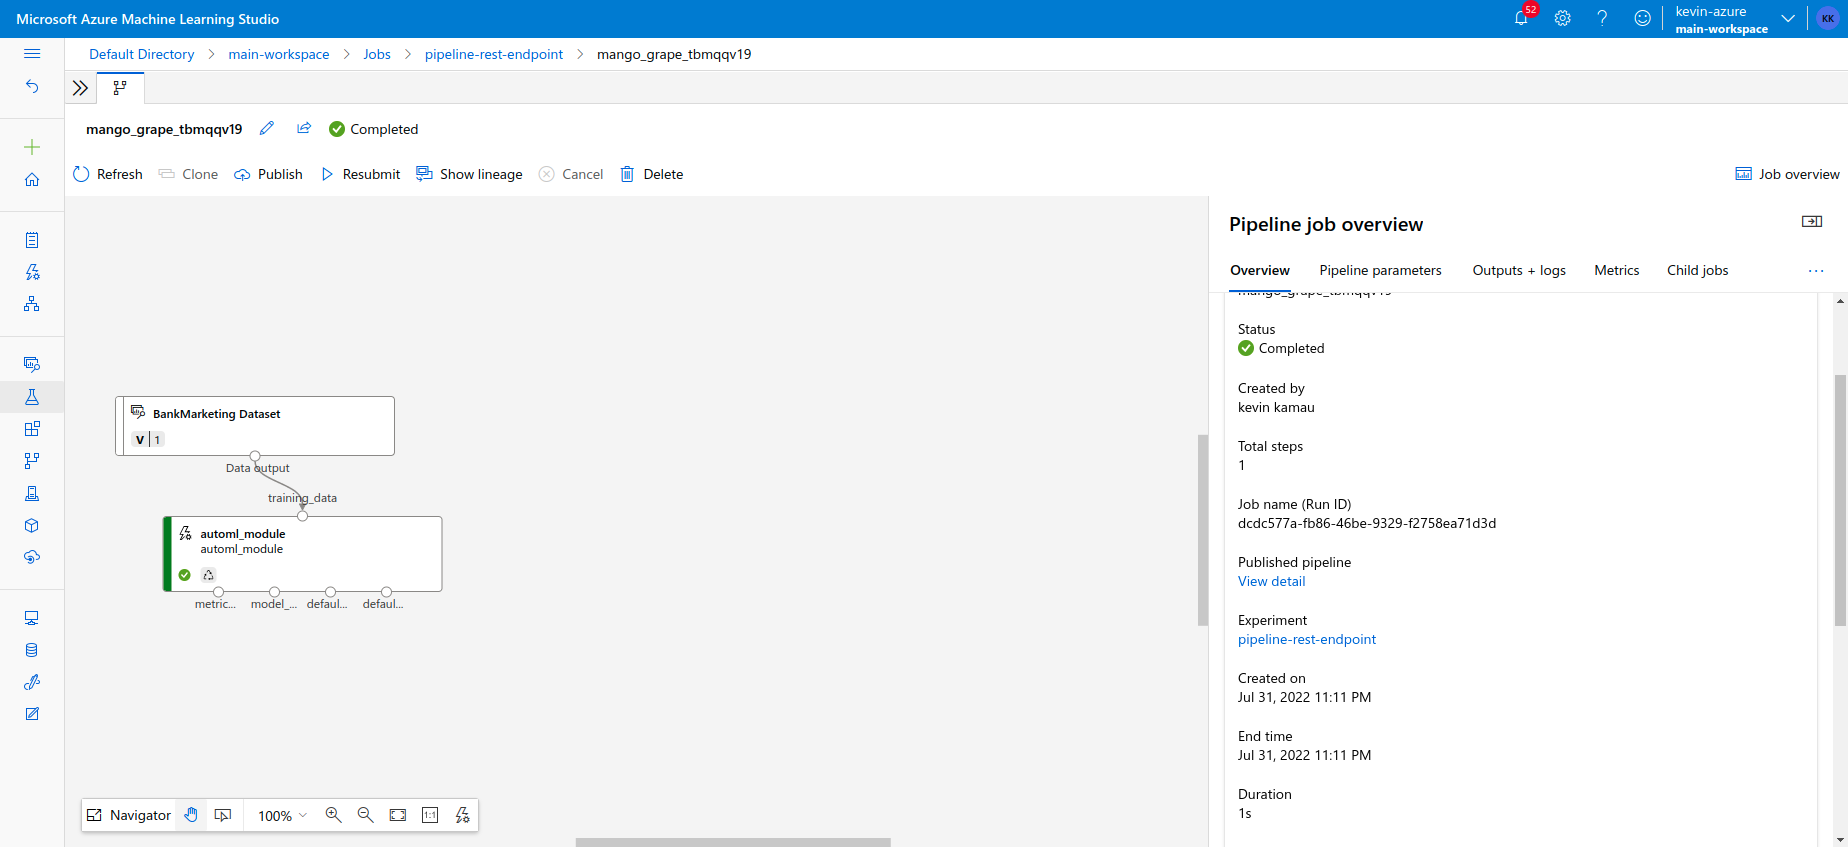 Microsoft Azure Machine Learning Studio
52
kevin-azure
main-workspace
KK
Default Directory > main-workspace > Jobs > pipeline-rest-endpoint > mango_grape_tbmqqv19
mango_grape_tbmqqv19
Completed
Refresh
Clone
Publish
Resubmit
Show lineage
Cancel
Delete
Job overview
BankMarketing Dataset
V | 1
Data output
training_data
automl_module
automl_module
metric... model_... defaul... defaul...
Navigator
100%
1:1
Pipeline job overview
Overview Pipeline parameters Outputs + logs Metrics Child jobs ...
mango_grape_tbmqqv19
Status
Completed
Created by
kevin kamau
Total steps
1
Job name (Run ID)
dcdc577a-fb86-46be-9329-f2758ea71d3d
Published pipeline
View detail
Experiment
pipeline-rest-endpoint
Created on
Jul 31, 2022 11:11 PM
End time
Jul 31, 2022 11:11 PM
Duration
1s